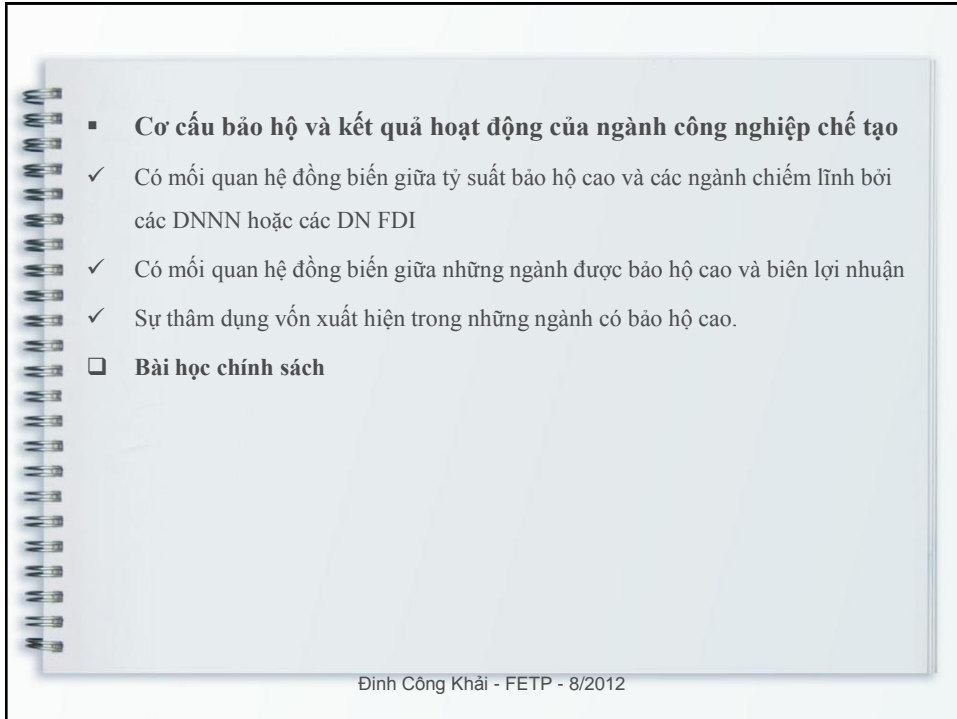 ▪ Cơ cấu bảo hộ và kết quả hoạt động của ngành công nghiệp chế tạo
✓ Có mối quan hệ đồng biến giữa tỷ suất bảo hộ cao và các ngành chiếm lĩnh bởi
các DNNN hoặc các DN FDI
✓ Có mối quan hệ đồng biến giữa những ngành được bảo hộ cao và biên lợi nhuận
✓ Sự thâm dụng vốn xuất hiện trong những ngành có bảo hộ cao.
❑ Bài học chính sách
Đinh Công Khải - FETP - 8/2012